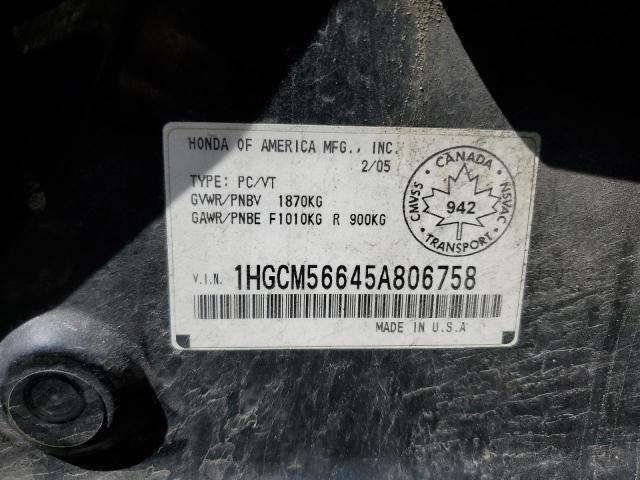 HONDA OF AMERICA MFG., INC.
2/05
TYPE: PC/VT
GVWR/PNBV 1870KG
GAWR/PNBE F1010KG R 900KG
CANADA
CMVSS
942
NSVAC
TRANSPORT
V.I.N. 1HGCM56645A806758
MADE IN U.S.A